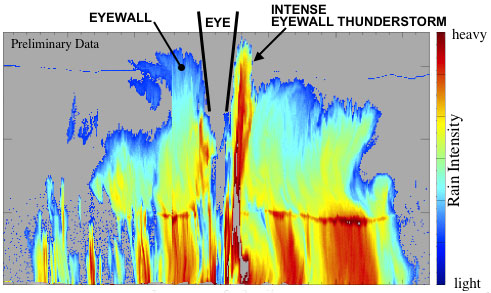 INTENSE
EYEWALL
EYE
EYEWALL THUNDERSTORM
Preliminary Data
heavy
Rain Intensity
light